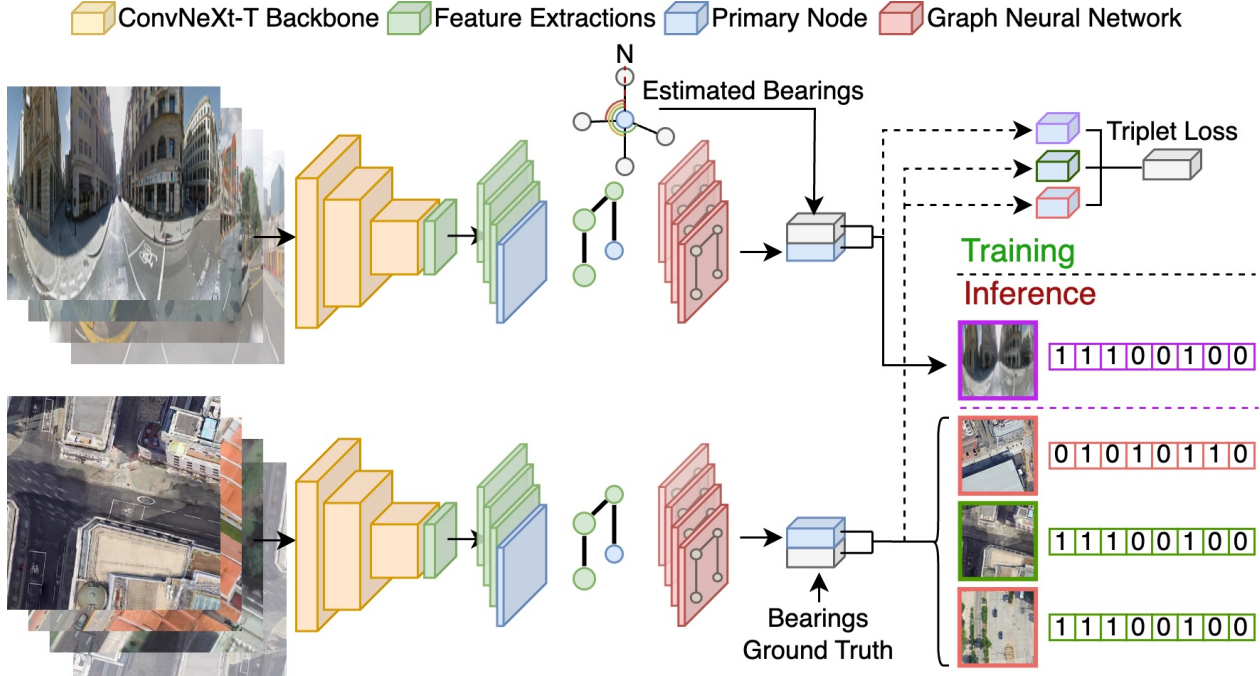 ConvNeXt-T Backbone Feature Extractions Primary Node Graph Neural Network
N
Estimated Bearings
Triplet Loss
Training
Inference
1 1 1 0 0 1 0 0
0 1 0 1 0 1 1 0
1 1 1 0 0 1 0 0
1 1 1 0 0 1 0 0
Bearings
Ground Truth